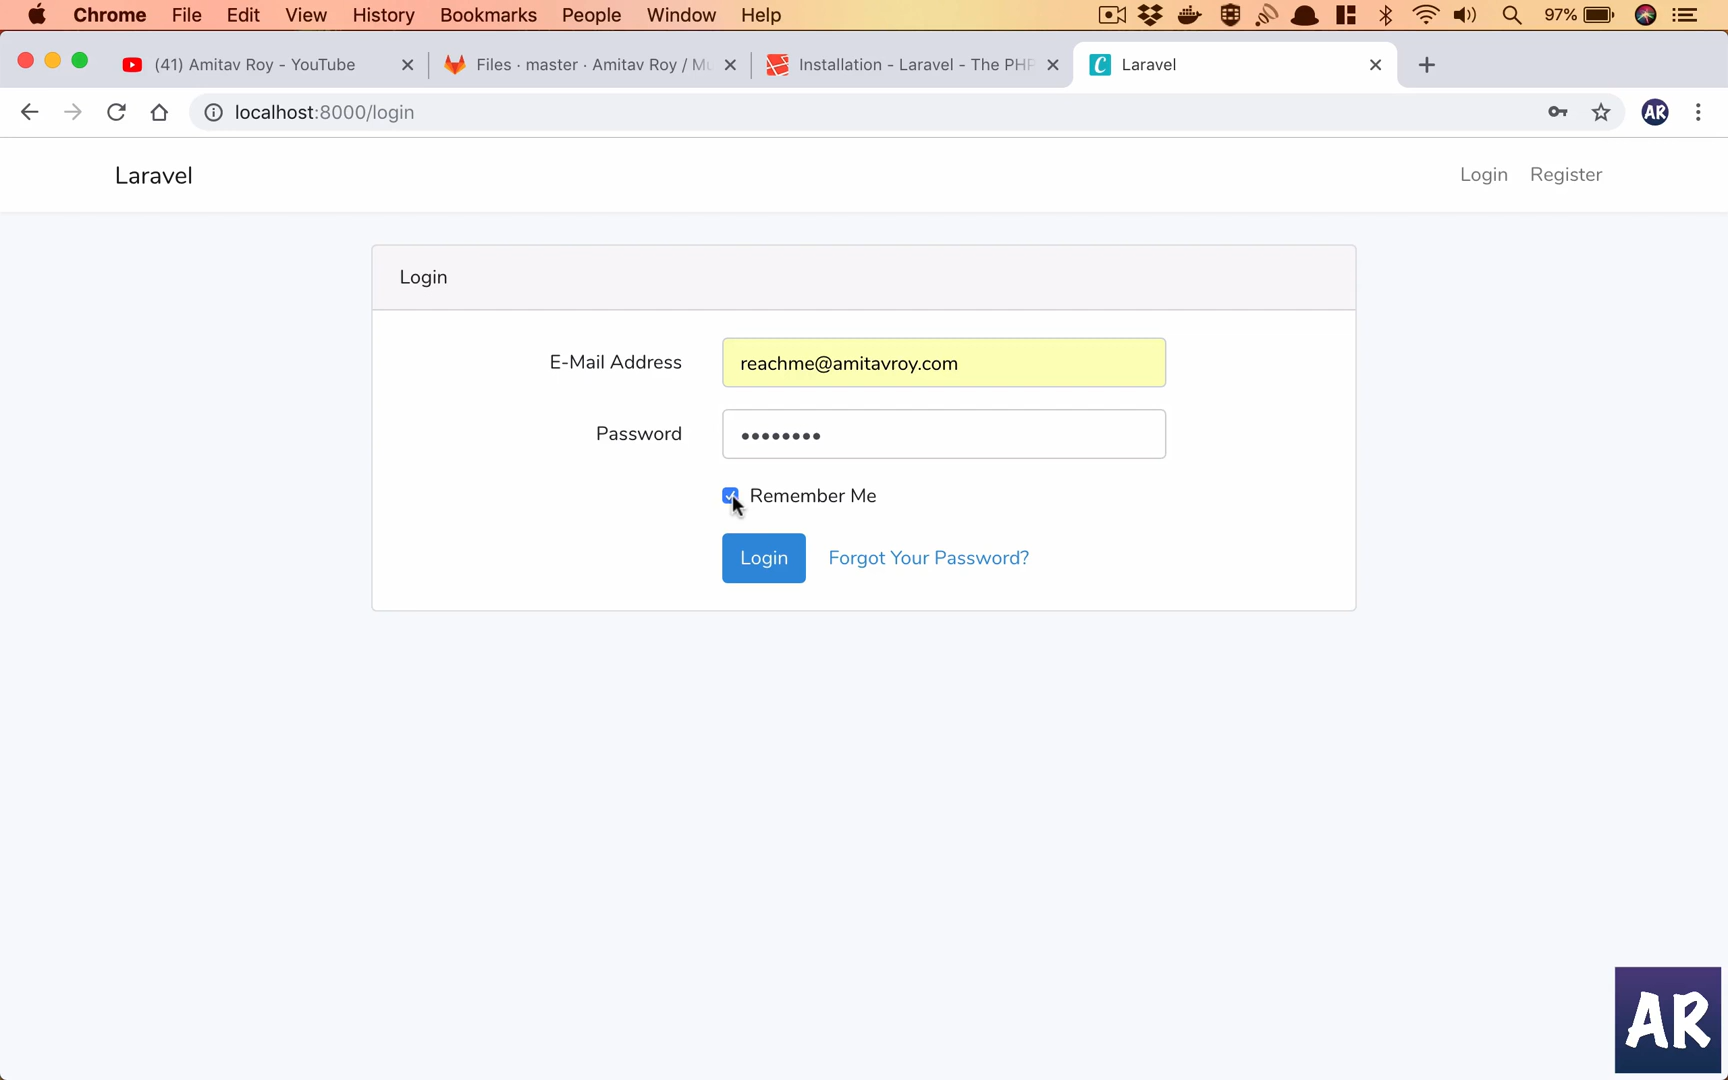 Chrome File Edit View History Bookmarks People Window Help 97%
(41) Amitav Roy - YouTube Files · master · Amitav Roy / Mu Installation - Laravel - The PHP Laravel
localhost:8000/login AR
Laravel Login Register
Login
E-Mail Address reachme@amitavroy.com
Password ••••••••
Remember Me
Login Forgot Your Password?
AR